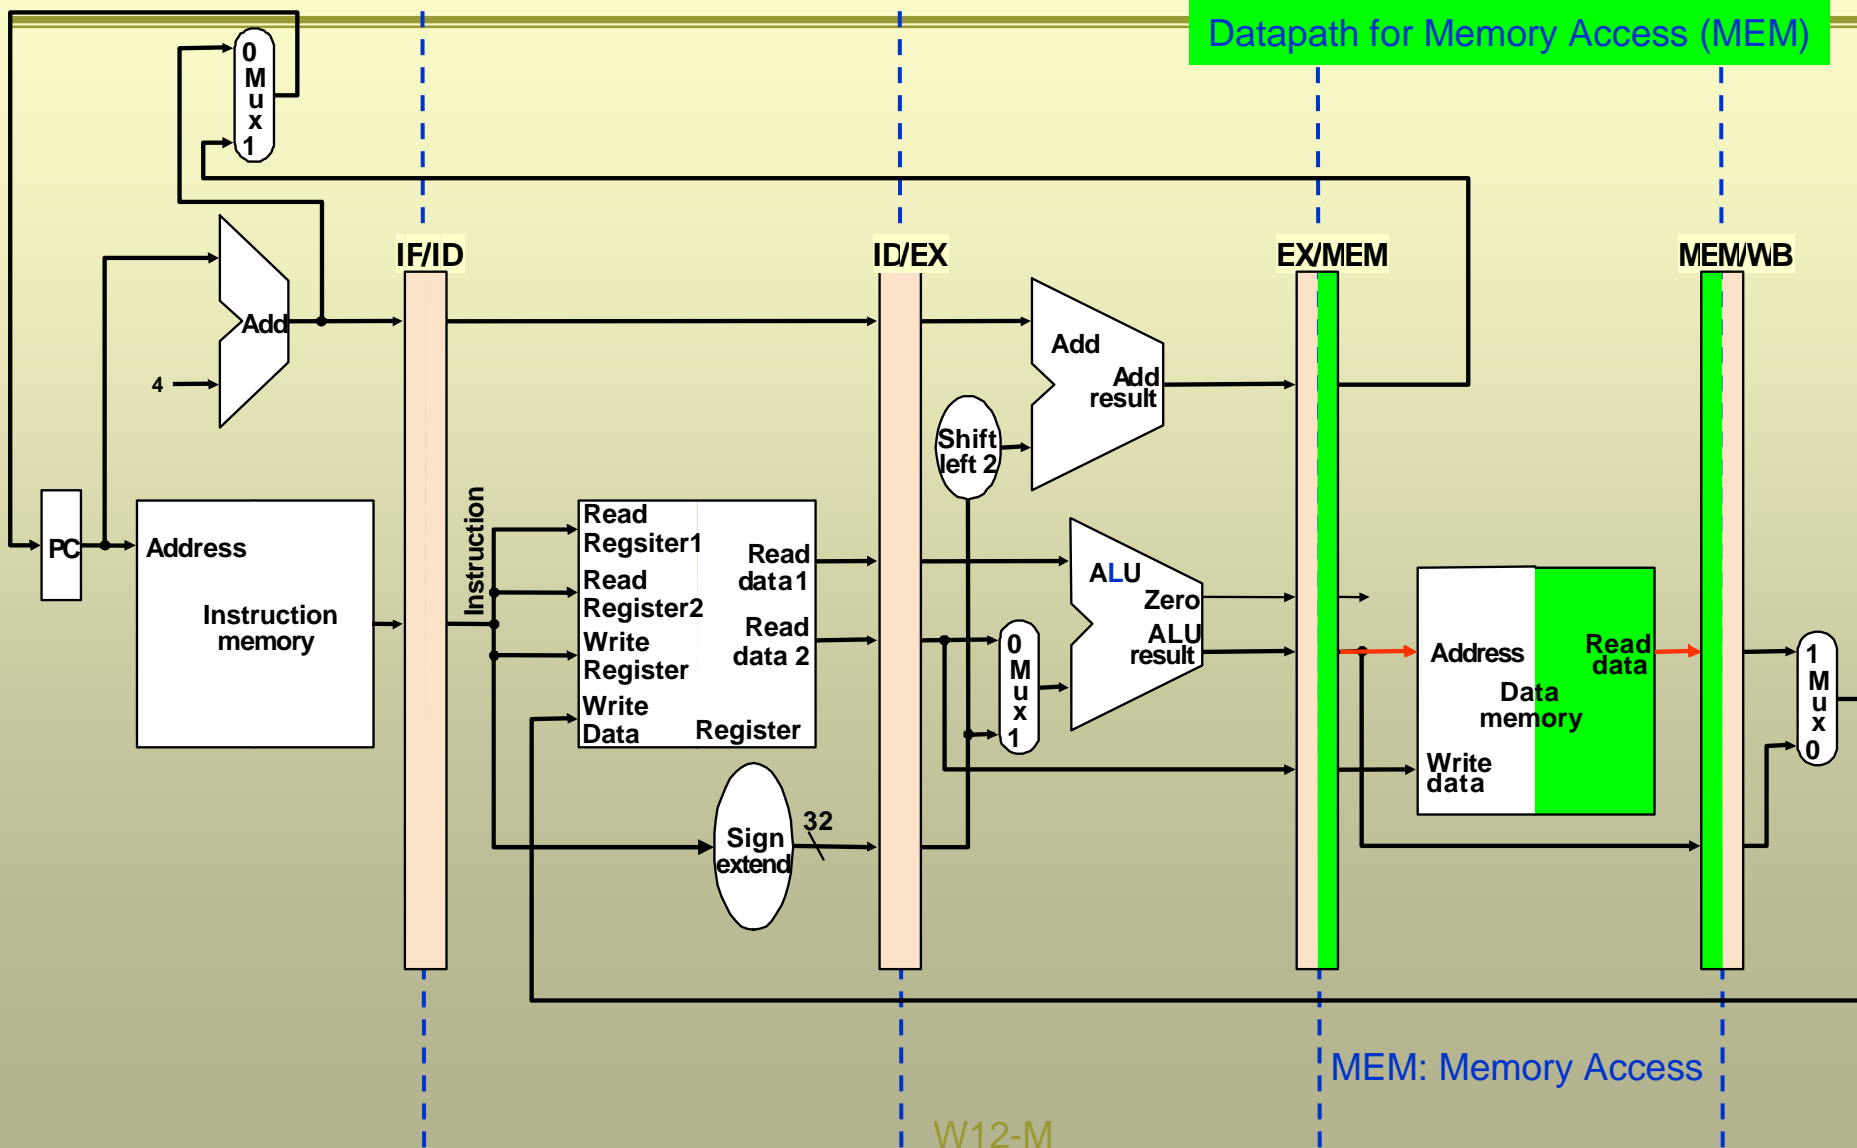 Datapath for Memory Access (MEM)
0
M
u
x
1
IF/ID
ID/EX
EX/MEM
MEM/WB
Add
4
Add
Add
result
Shift
left 2
PC
Address
Instruction
memory
Instruction
Read
Regsiter1
Read
Register2
Write
Register
Write
Data
Read
data1
Read
data 2
Register
Sign
extend
32
0
M
u
x
1
ALU
Zero
ALU
result
Address
Read
data
Data
memory
Write
data
1
M
u
x
0
MEM: Memory Access
W12-M